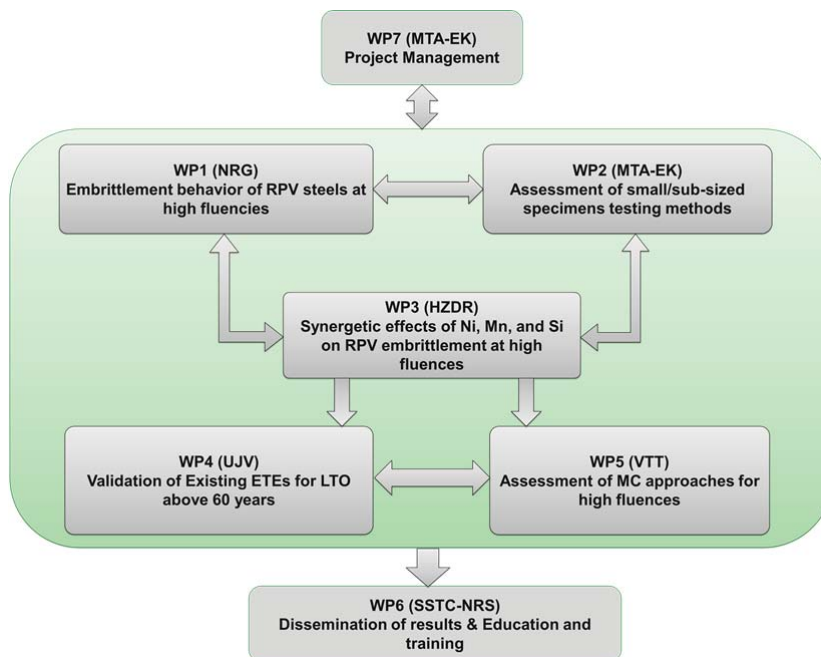 WP7 (MTA-EK)
Project Management
WP1 (NRG)
Embrittlement behavior of RPV steels at
high fluencies
WP2 (MTA-EK)
Assessment of small/sub-sized
specimens testing methods
WP3 (HZDR)
Synergetic effects of Ni, Mn, and Si
on RPV embrittlement at high
fluences
WP4 (UJV)
Validation of Existing ETEs for LTO
above 60 years
WP5 (VTT)
Assessment of MC approaches for
high fluences
WP6 (SSTC-NRS)
Dissemination of results & Education and
training